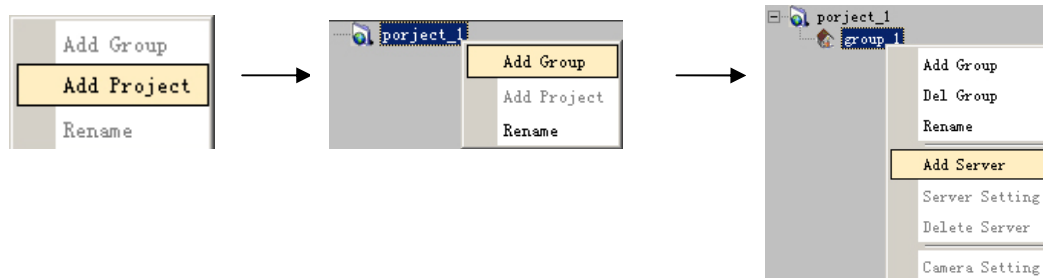 Add Group
Add Project
Rename
porject_1
Add Group
Add Project
Rename
porject_1
group_1
Add Group
Del Group
Rename
Add Server
Server Setting
Delete Server
Camera Setting